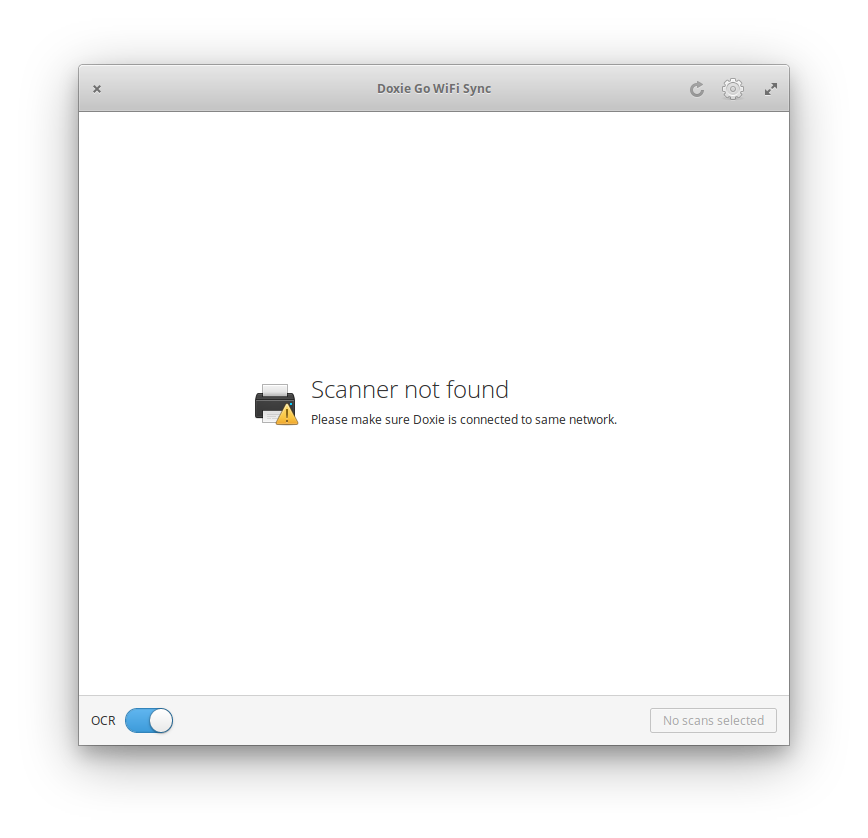 Doxie Go WiFi Sync
Scanner not found
Please make sure Doxie is connected to same network.
OCR
No scans selected